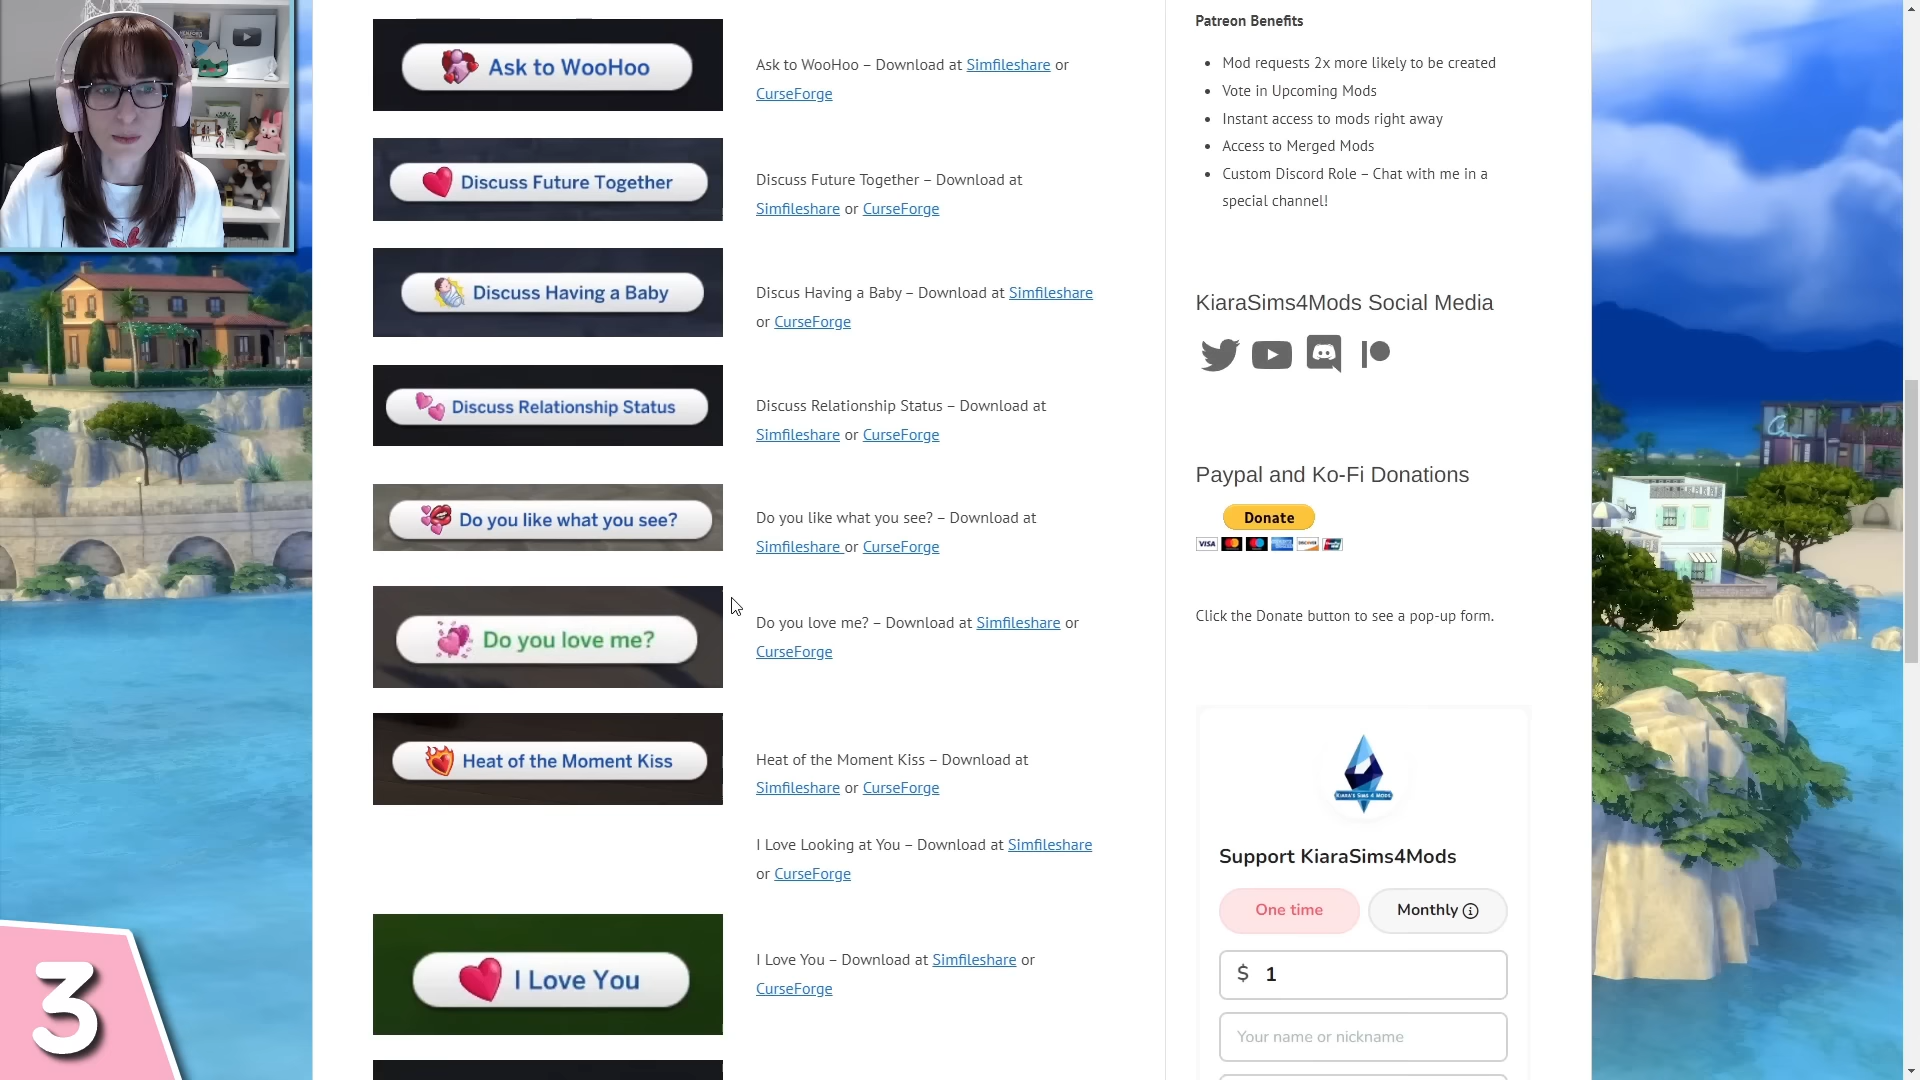 Ask to WooHoo
Ask to WooHoo – Download at Simfileshare or
CurseForge
Discuss Future Together
Discuss Future Together – Download at
Simfileshare or CurseForge
Discuss Having a Baby
Discus Having a Baby – Download at Simfileshare
or CurseForge
Discuss Relationship Status
Discuss Relationship Status – Download at
Simfileshare or CurseForge
Do you like what you see?
Do you like what you see? – Download at
Simfileshare or CurseForge
Do you love me?
Do you love me? – Download at Simfileshare or
CurseForge
Heat of the Moment Kiss
Heat of the Moment Kiss – Download at
Simfileshare or CurseForge
I Love Looking at You – Download at Simfileshare
or CurseForge
I Love You
I Love You – Download at Simfileshare or
CurseForge
Patreon Benefits
Mod requests 2x more likely to be created
Vote in Upcoming Mods
Instant access to mods right away
Access to Merged Mods
Custom Discord Role – Chat with me in a
special channel!
KiaraSims4Mods Social Media
Paypal and Ko-Fi Donations
Donate
VISA
Click the Donate button to see a pop-up form.
KIARA'S SIMS 4 MODS
Support KiaraSims4Mods
One time
Monthly
$ 1
Your name or nickname
3